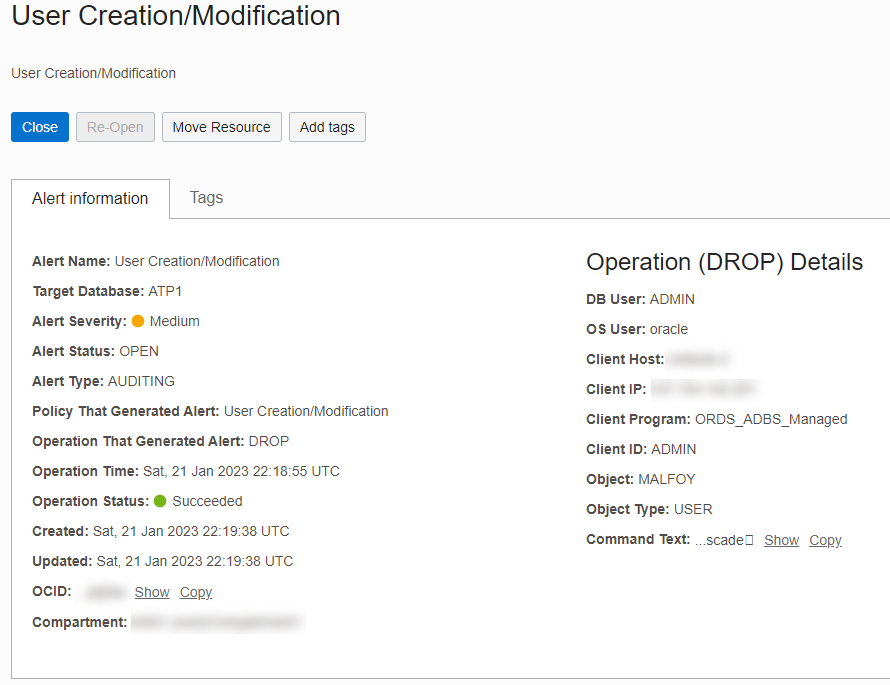 User Creation/Modification
User Creation/Modification
Close Re-Open Move Resource Add tags
Alert information Tags
Alert Name: User Creation/Modification
Target Database: ATP1
Alert Severity: Medium
Alert Status: OPEN
Alert Type: AUDITING
Policy That Generated Alert: User Creation/Modification
Operation That Generated Alert: DROP
Operation Time: Sat, 21 Jan 2023 22:18:55 UTC
Operation Status: Succeeded
Created: Sat, 21 Jan 2023 22:19:38 UTC
Updated: Sat, 21 Jan 2023 22:19:38 UTC
OCID: Show Copy
Compartment:
Operation (DROP) Details
DB User: ADMIN
OS User: oracle
Client Host:
Client IP:
Client Program: ORDS_ADBS_Managed
Client ID: ADMIN
Object: MALFOY
Object Type: USER
Command Text: ...scade Show Copy